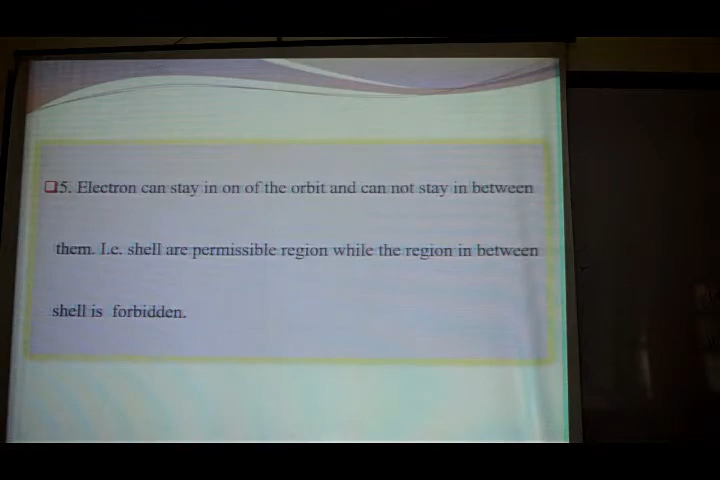 ❑5. Electron can stay in on of the orbit and can not stay in between
them. I.e. shell are permissible region while the region in between
shell is forbidden.